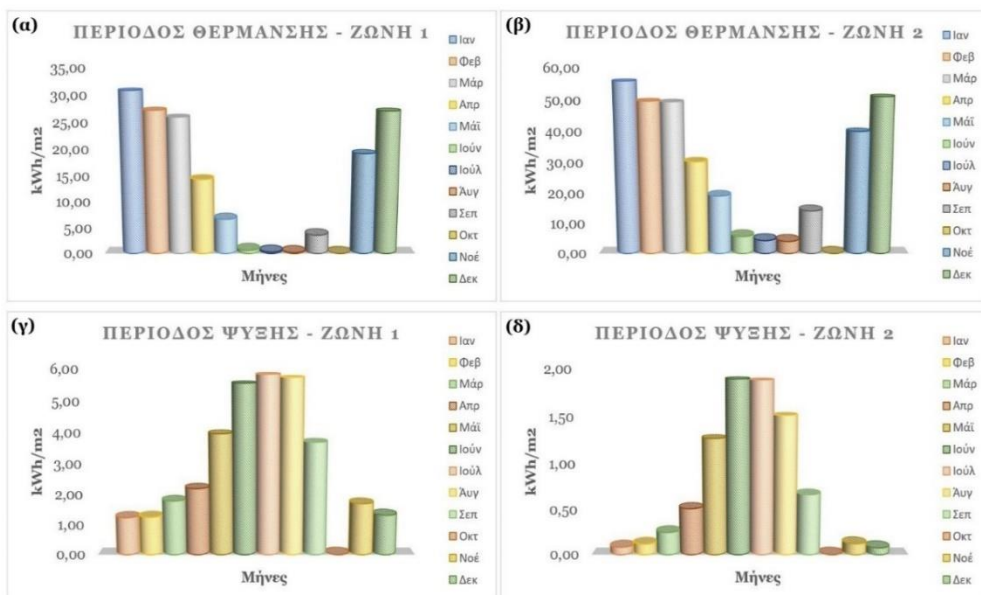 (α)
ΠΕΡΙΟΔΟΣ ΘΕΡΜΑΝΣΗΣ - ΖΩΝΗ 1
35,00
30,00
25,00
20,00
15,00
10,00
5,00
0,00
kWh/m2
Μήνες
Ιαν
Φεβ
Μάρ
Απρ
Μάϊ
Ιούν
Ιούλ
Άυγ
Σεπ
Οκτ
Νοέ
Δεκ
(β)
ΠΕΡΙΟΔΟΣ ΘΕΡΜΑΝΣΗΣ - ΖΩΝΗ 2
60,00
50,00
40,00
30,00
20,00
10,00
0,00
kWh/m2
Μήνες
Ιαν
Φεβ
Μάρ
Απρ
Μάϊ
Ιούν
Ιούλ
Άυγ
Σεπ
Οκτ
Νοέ
Δεκ
(γ)
ΠΕΡΙΟΔΟΣ ΨΥΞΗΣ - ΖΩΝΗ 1
6,00
5,00
4,00
3,00
2,00
1,00
0,00
kWh/m2
Μήνες
Ιαν
Φεβ
Μάρ
Απρ
Μάϊ
Ιούν
Ιούλ
Άυγ
Σεπ
Οκτ
Νοέ
Δεκ
(δ)
ΠΕΡΙΟΔΟΣ ΨΥΞΗΣ - ΖΩΝΗ 2
2,00
1,50
1,00
0,50
0,00
kWh/m2
Μήνες
Ιαν
Φεβ
Μάρ
Απρ
Μάϊ
Ιούν
Ιούλ
Άυγ
Σεπ
Οκτ
Νοέ
Δεκ